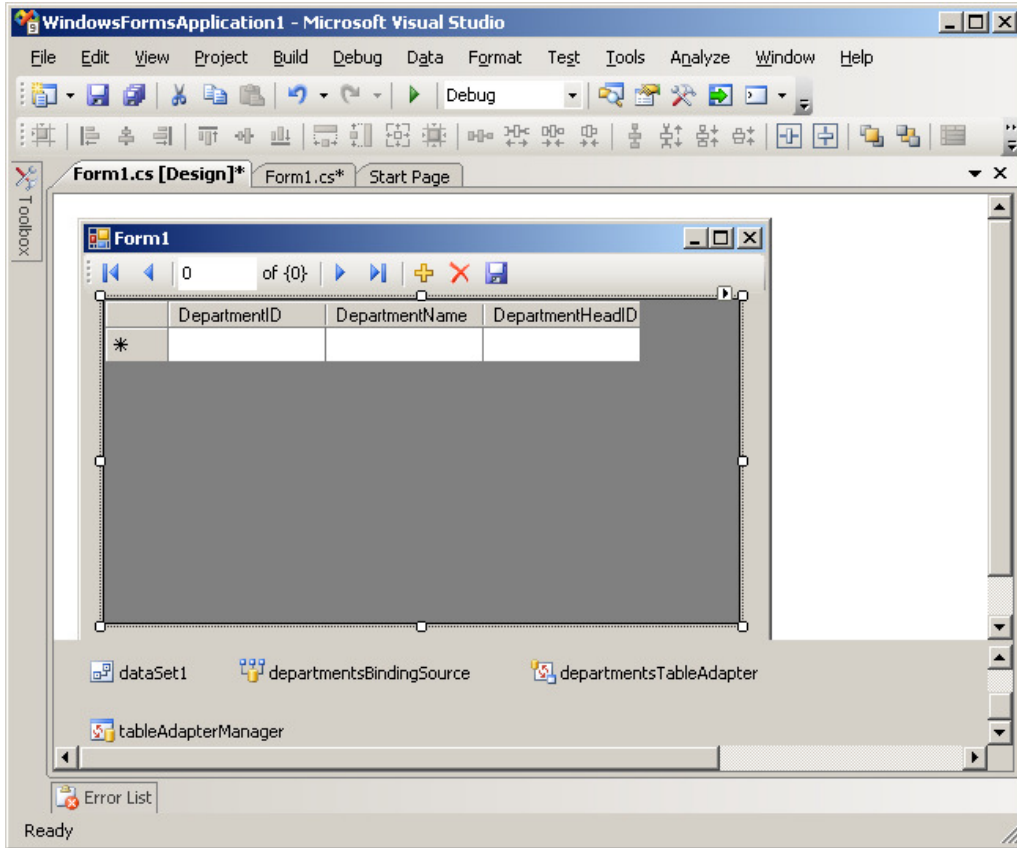 WindowsFormsApplication1 - Microsoft Visual Studio
File Edit View Project Build Debug Data Format Test Tools Analyze Window Help
Debug
Form1.cs [Design]* Form1.cs* Start Page
Toolbox
Form1
0 of {0}
DepartmentID DepartmentName DepartmentHeadID
dataSet1 departmentsBindingSource departmentsTableAdapter
tableAdapterManager
Error List
Ready